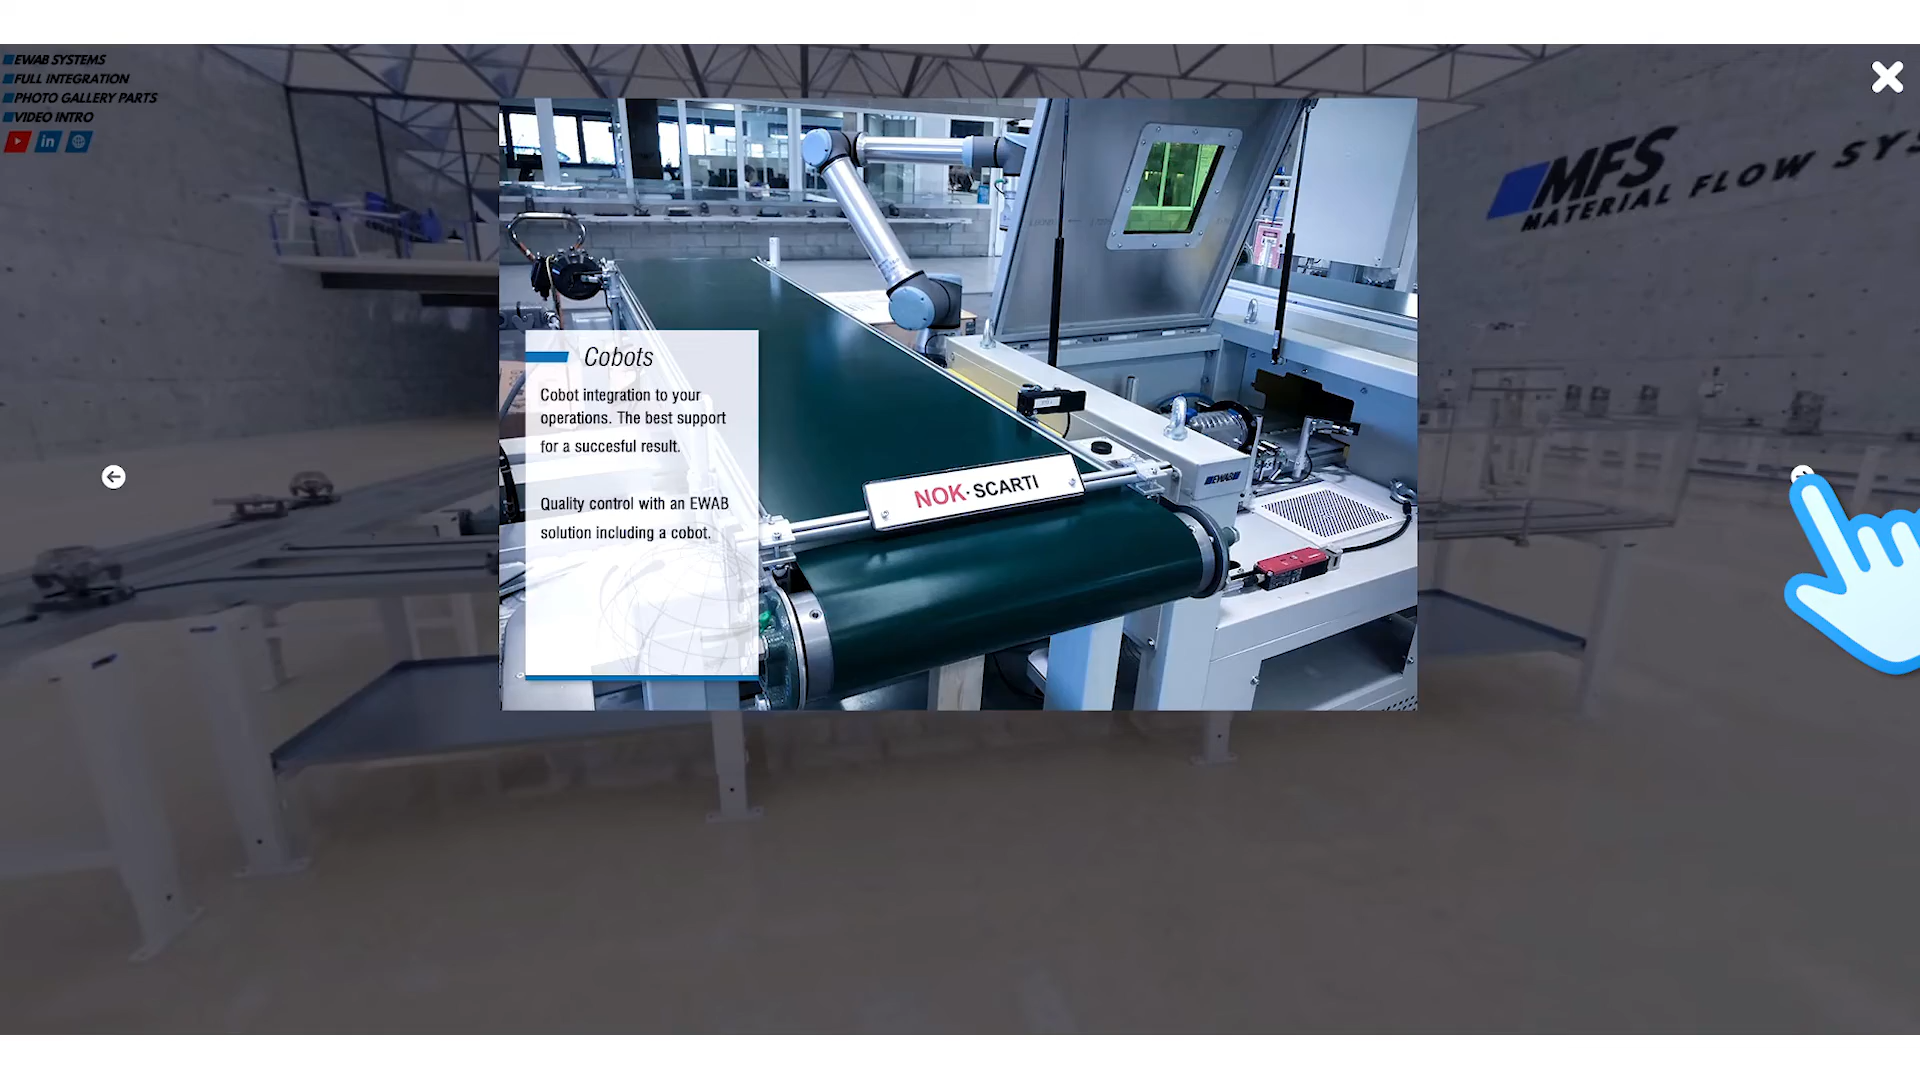 EWAB SYSTEMS
FULL INTEGRATION
PHOTO GALLERY PARTS
VIDEO INTRO
in
MFS
MATERIAL FLOW SYS
Cobots
Cobot integration to your
operations. The best support
for a succesful result.
Quality control with an EWAB
solution including a cobot.
NOK·SCARTI
EWAB